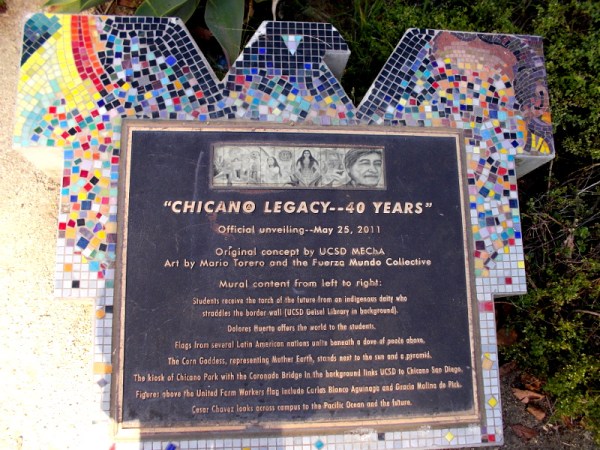 "CHICANO LEGACY--40 YEARS"
Official unveiling--May 25, 2011
Original concept by UCSD MEChA
Art by Mario Torero and the Fuerza Mundo Collective
Mural content from left to right:
Students receive the torch of the future from an indigenous deity who
straddles the border wall (UCSD Geisel Library in background).
Dolores Huerta offers the world to the students.
Flags from several Latin American nations unite beneath a dove of peace above.
The Corn Goddess, representing Mother Earth, stands next to the sun and a pyramid.
The kiosk of Chicano Park with the Coronado Bridge in the background links UCSD to Chicano San Diego.
Figures above the United Farm Workers flag include Carlos Blanco Aguinaga and Gracia Molina de Pick.
Cesar Chavez looks across campus to the Pacific Ocean and the future.